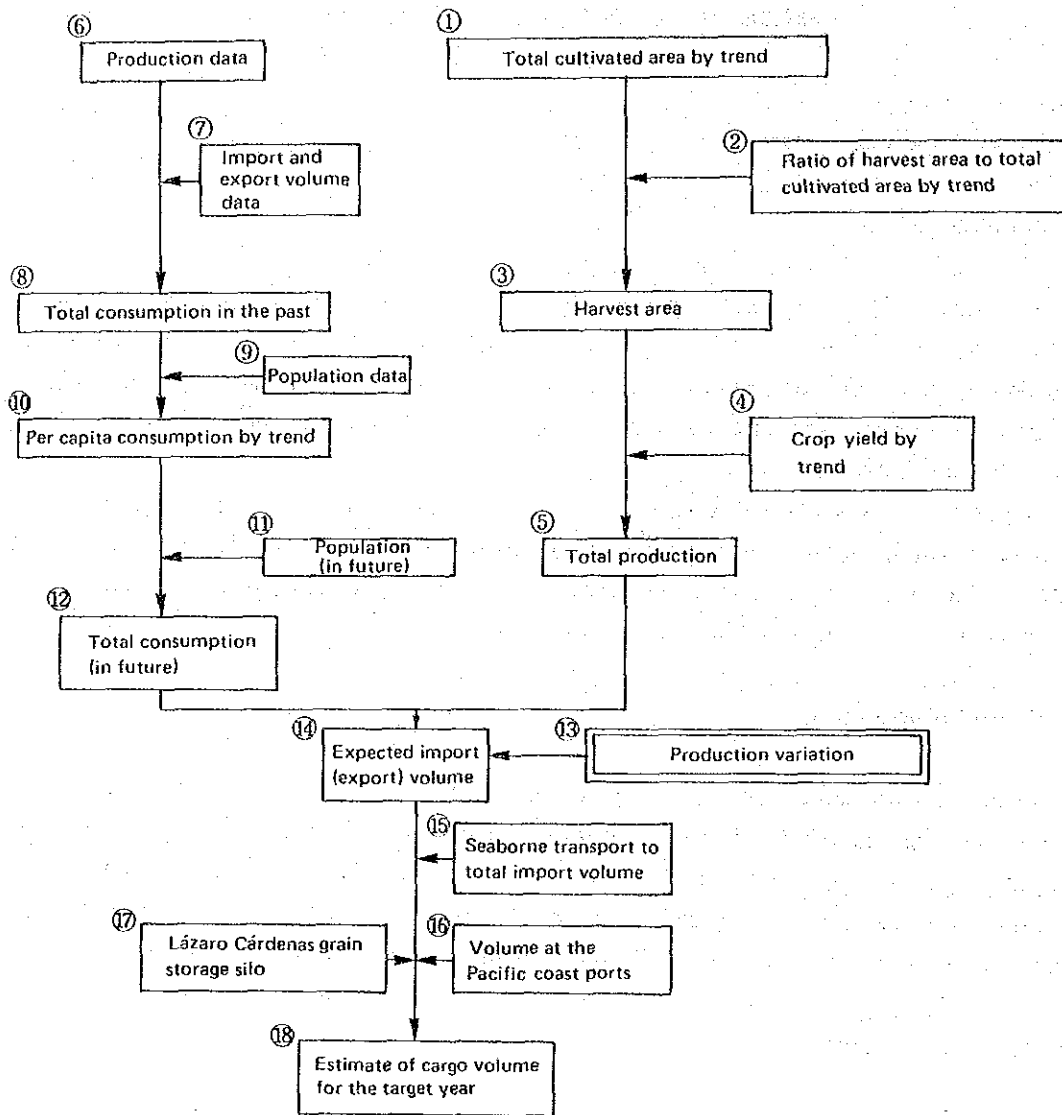 ⑥
Production data
①
Total cultivated area by trend
⑦
Import and
export volume
data
②
Ratio of harvest area to total
cultivated area by trend
⑧
Total consumption in the past
③
Harvest area
⑨
Population data
⑩
Per capita consumption by trend
④
Crop yield by
trend
⑪
Population
(in future)
⑤
Total production
⑫
Total consumption
(in future)
⑭
Expected import
(export) volume
⑬
Production variation
⑮
Seaborne transport to
total import volume
⑰
Lázaro Cárdenas grain
storage silo
⑯
Volume at the
Pacific coast ports
⑱
Estimate of cargo volume
for the target year